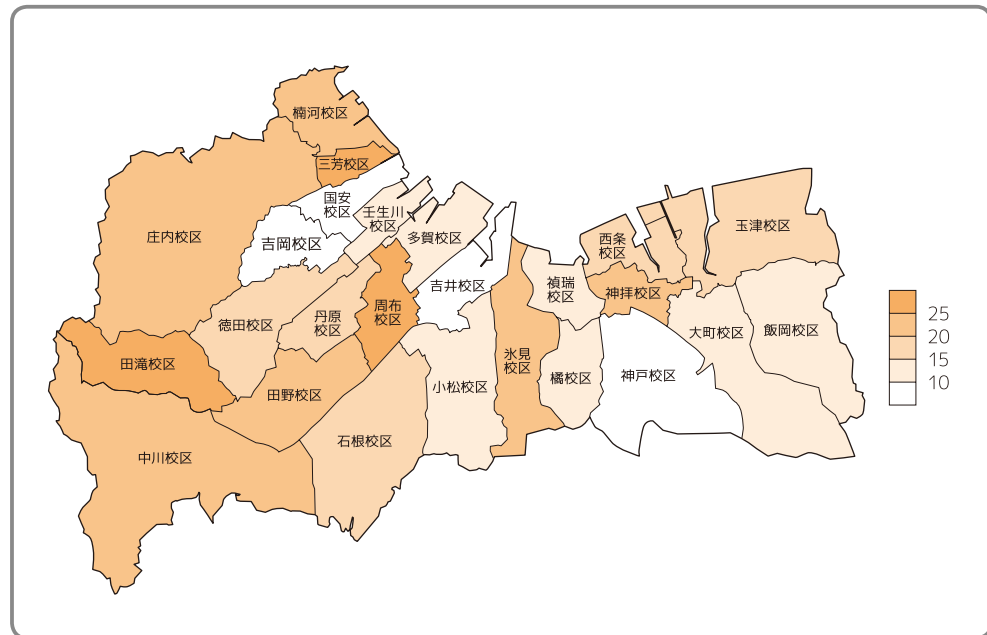 楠河校区
三芳校区
国安
校区
壬生川
校区
庄内校区
吉岡校区
多賀校区
西条
校区
玉津校区
吉井校区
禎瑞
校区
神拝校区
周布
校区
丹原
校区
徳田校区
大町校区
飯岡校区
田滝校区
氷見
校区
橘校区
神戸校区
小松校区
田野校区
石根校区
中川校区
25
20
15
10